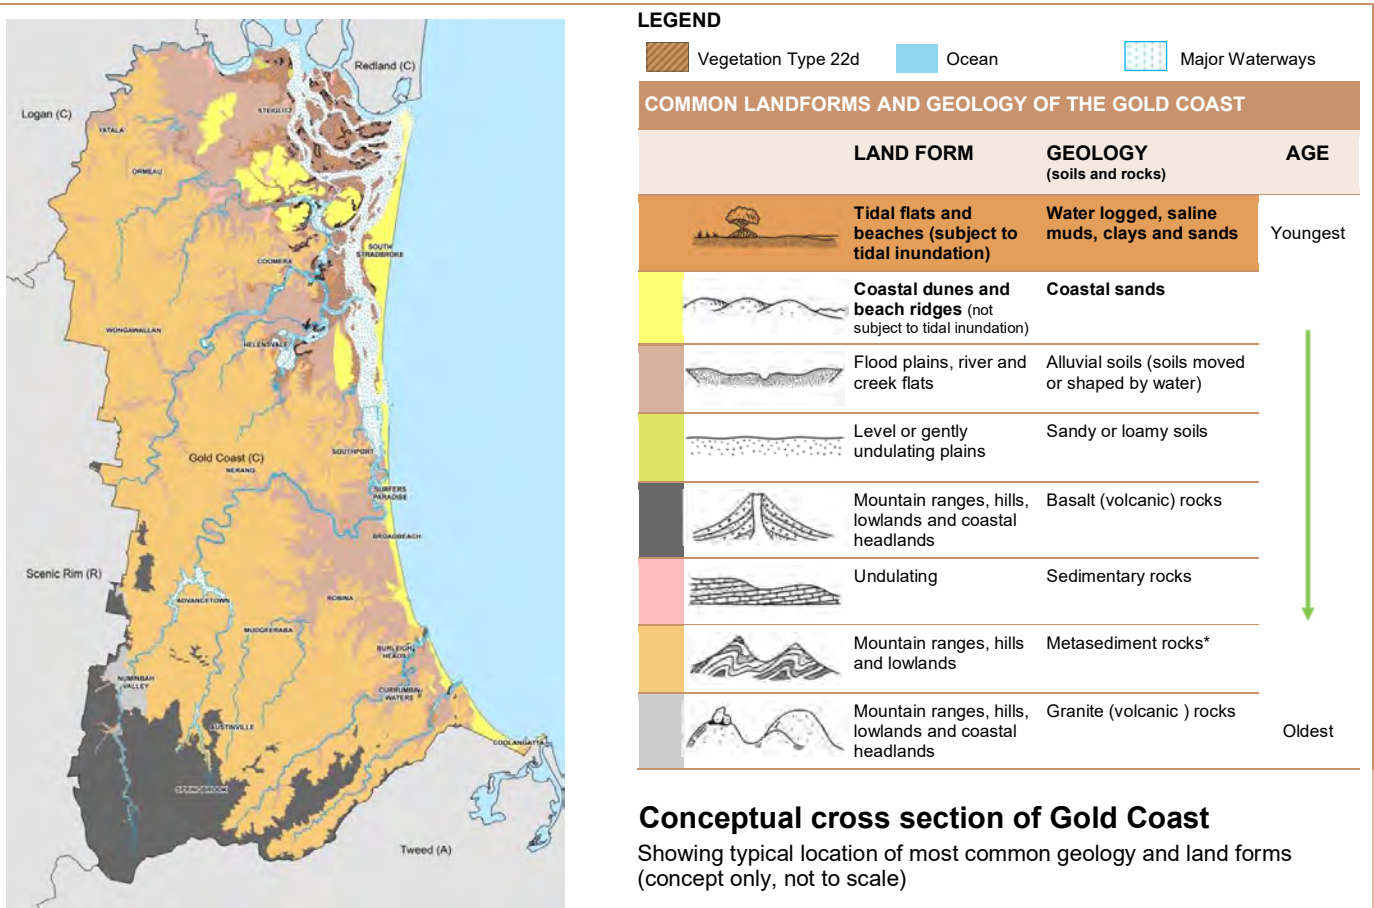 Redland (C)
Logan (C)
STEIGLITZ
YATALA
ORMEAU
SOUTH
STRADBROKE
COOMERA
WONGAWALLAN
HELENSVALE
Gold Coast (C)
NERANG
SOUTHPORT
SURFERS
PARADISE
BROADBEACH
Scenic Rim (R)
ADVANCETOWN
ROBINA
MUDGEERABA
BURLEIGH
HEADS
NUMINBAH
VALLEY
CURRUMBIN
WATERS
AUSTINVILLE
COOLANGATTA
SPRINGBROOK
Tweed (A)
LEGEND
Vegetation Type 22d
Ocean
Major Waterways
COMMON LANDFORMS AND GEOLOGY OF THE GOLD COAST
LAND FORM
GEOLOGY
(soils and rocks)
AGE
Tidal flats and
beaches (subject to
tidal inundation)
Water logged, saline
muds, clays and sands
Youngest
Coastal dunes and
beach ridges (not
subject to tidal inundation)
Coastal sands
Flood plains, river and
creek flats
Alluvial soils (soils moved
or shaped by water)
Level or gently
undulating plains
Sandy or loamy soils
Mountain ranges, hills,
lowlands and coastal
headlands
Basalt (volcanic) rocks
Undulating
Sedimentary rocks
Mountain ranges, hills
and lowlands
Metasediment rocks*
Mountain ranges, hills,
lowlands and coastal
headlands
Granite (volcanic ) rocks
Oldest
Conceptual cross section of Gold Coast
Showing typical location of most common geology and land forms
(concept only, not to scale)